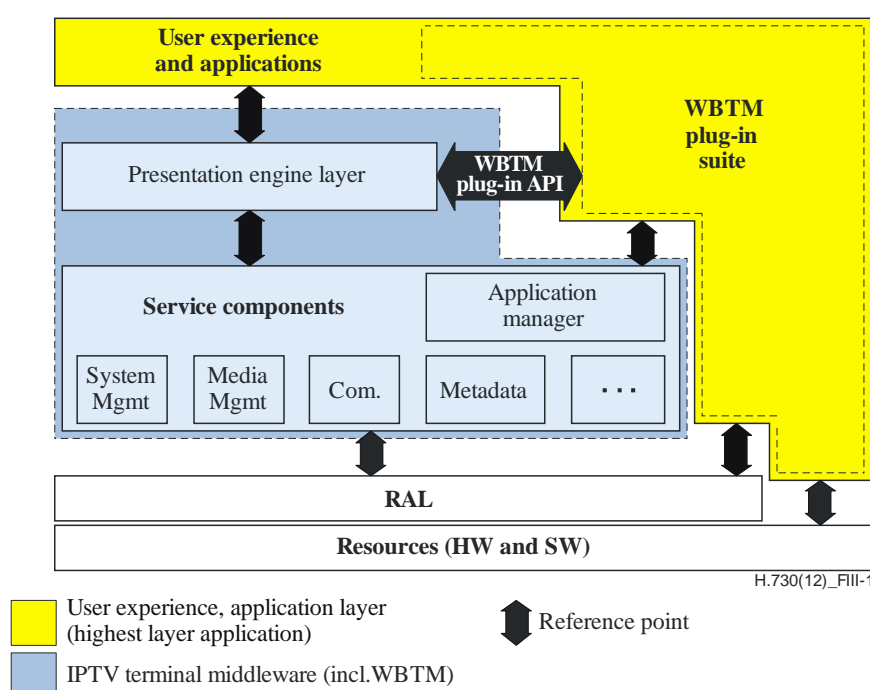 User experience
and applications
WBTM
plug-in
suite
Presentation engine layer
WBTM
plug-in API
Service components
Application
manager
System
Mgmt
Media
Mgmt
Com.
Metadata
...
RAL
Resources (HW and SW)
H.730(12)_FIII-1
User experience, application layer
(highest layer application)
Reference point
IPTV terminal middleware (incl.WBTM)